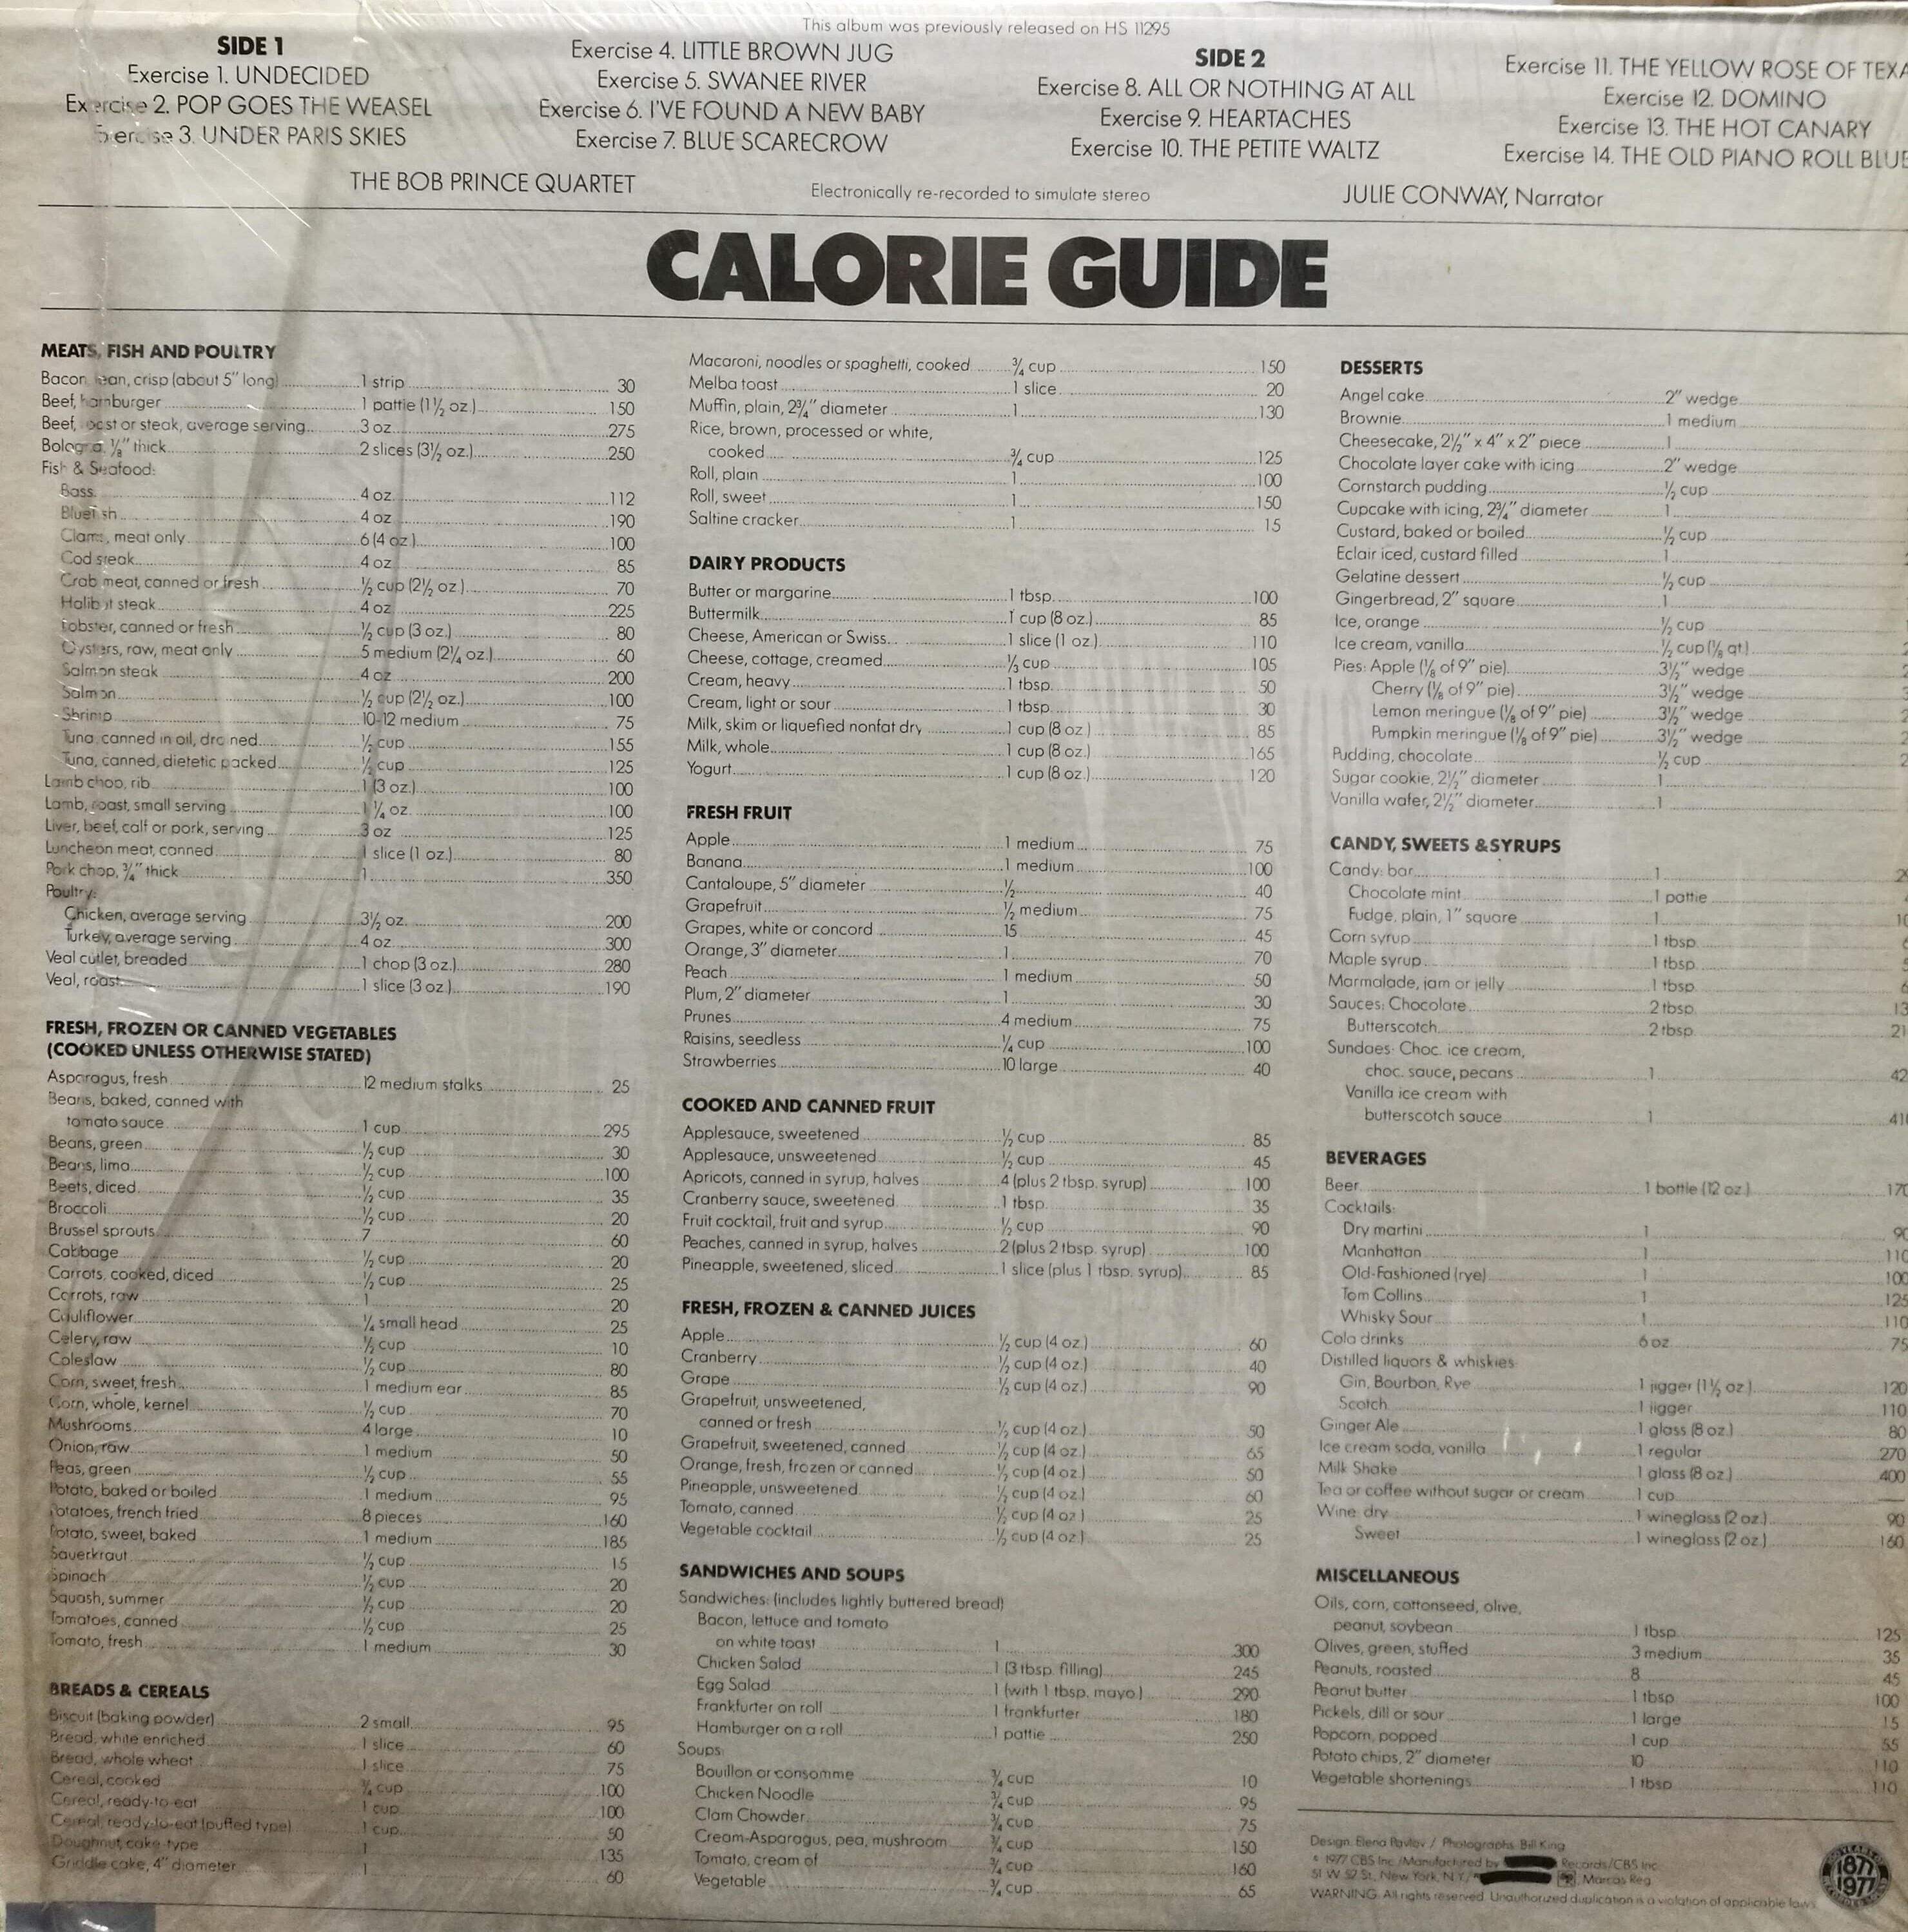 This album was previously released on HS 11295
SIDE 1
Exercise 1. UNDECIDED
Exercise 2. POP GOES THE WEASEL
Exercise 3. UNDER PARIS SKIES
Exercise 4. LITTLE BROWN JUG
Exercise 5. SWANEE RIVER
Exercise 6. I'VE FOUND A NEW BABY
Exercise 7. BLUE SCARECROW
SIDE 2
Exercise 8. ALL OR NOTHING AT ALL
Exercise 9. HEARTACHES
Exercise 10. THE PETITE WALTZ
Exercise 11. THE YELLOW ROSE OF TEXA
Exercise 12. DOMINO
Exercise 13. THE HOT CANARY
Exercise 14. THE OLD PIANO ROLL BLUE
THE BOB PRINCE QUARTET
Electronically re-recorded to simulate stereo
JULIE CONWAY, Narrator
CALORIE GUIDE
MEATS, FISH AND POULTRY
Bacon, lean, crisp (about 5" long) 1 strip 30
Beef, hamburger 1 pattie (1½ oz.) 150
Beef, roast or steak, average serving 3 oz. 275
Bologna, ⅛" thick 2 slices (3½ oz.) 250
Fish & Seafood:
Bass 4 oz. 112
Bluefish 4 oz. 190
Clams, meat only 6 (4 oz.) 100
Cod steak 4 oz. 85
Crab meat, canned or fresh ½ cup (2½ oz.) 70
Halibut steak 4 oz. 225
Lobster, canned or fresh ½ cup (3 oz.) 80
Oysters, raw, meat only 5 medium (2¼ oz.) 60
Salmon steak 4 oz. 200
Salmon ½ cup (2½ oz.) 100
Shrimp 10-12 medium 75
Tuna, canned in oil, drained ½ cup 155
Tuna, canned, dietetic packed ½ cup 125
Lamb chop, rib 1 (3 oz.) 100
Lamb, roast, small serving 1¼ oz. 100
Liver, beef, calf or pork, serving 3 oz. 125
Luncheon meat, canned 1 slice (1 oz.) 80
Pork chop, ¾" thick 1 350
Poultry:
Chicken, average serving 3½ oz. 200
Turkey, average serving 4 oz. 300
Veal cutlet, breaded 1 chop (3 oz.) 280
Veal, roast 1 slice (3 oz.) 190
FRESH, FROZEN OR CANNED VEGETABLES
(COOKED UNLESS OTHERWISE STATED)
Asparagus, fresh 12 medium stalks 25
Beans, baked, canned with
tomato sauce 1 cup 295
Beans, green ½ cup 30
Beans, lima ½ cup 100
Beets, diced ½ cup 35
Broccoli ½ cup 20
Brussel sprouts 7 60
Cabbage ½ cup 20
Carrots, cooked, diced ½ cup 25
Carrots, raw 1 20
Cauliflower ¼ small head 25
Celery, raw ½ cup 10
Coleslaw ½ cup 80
Corn, sweet, fresh 1 medium ear 85
Corn, whole, kernel ½ cup 70
Mushrooms 4 large 10
Onion, raw 1 medium 50
Peas, green ½ cup 55
Potato, baked or boiled 1 medium 95
Potatoes, french fried 8 pieces 160
Potato, sweet, baked 1 medium 185
Sauerkraut ½ cup 15
Spinach ½ cup 20
Squash, summer ½ cup 20
Tomatoes, canned ½ cup 25
Tomato, fresh 1 medium 30
BREADS & CEREALS
Biscuit (baking powder) 2 small 95
Bread, white enriched 1 slice 60
Bread, whole wheat 1 slice 75
Cereal, cooked ¾ cup 100
Cereal, ready-to-eat 1 cup 100
Cereal, ready-to-eat (puffed type) 1 cup 50
Doughnut, cake-type 1 135
Griddle cake, 4" diameter 1 60
Macaroni, noodles or spaghetti, cooked ¾ cup 150
Melba toast 1 slice 20
Muffin, plain, 2¾" diameter 1 130
Rice, brown, processed or white,
cooked ¾ cup 125
Roll, plain 1 100
Roll, sweet 1 150
Saltine cracker 1 15
DAIRY PRODUCTS
Butter or margarine 1 tbsp. 100
Buttermilk 1 cup (8 oz.) 85
Cheese, American or Swiss 1 slice (1 oz.) 110
Cheese, cottage, creamed ⅓ cup 105
Cream, heavy 1 tbsp. 50
Cream, light or sour 1 tbsp. 30
Milk, skim or liquefied nonfat dry 1 cup (8 oz.) 85
Milk, whole 1 cup (8 oz.) 165
Yogurt 1 cup (8 oz.) 120
FRESH FRUIT
Apple 1 medium 75
Banana 1 medium 100
Cantaloupe, 5" diameter ½ 40
Grapefruit ½ medium 75
Grapes, white or concord 15 45
Orange, 3" diameter 1 70
Peach 1 medium 50
Plum, 2" diameter 1 30
Prunes 4 medium 75
Raisins, seedless ¼ cup 100
Strawberries 10 large 40
COOKED AND CANNED FRUIT
Applesauce, sweetened ½ cup 85
Applesauce, unsweetened ½ cup 45
Apricots, canned in syrup, halves 4 (plus 2 tbsp. syrup) 100
Cranberry sauce, sweetened 1 tbsp. 35
Fruit cocktail, fruit and syrup ½ cup 90
Peaches, canned in syrup, halves 2 (plus 2 tbsp. syrup) 100
Pineapple, sweetened, sliced 1 slice (plus 1 tbsp. syrup) 85
FRESH, FROZEN & CANNED JUICES
Apple ½ cup (4 oz.) 60
Cranberry ½ cup (4 oz.) 40
Grape ½ cup (4 oz.) 90
Grapefruit, unsweetened,
canned or fresh ½ cup (4 oz.) 50
Grapefruit, sweetened, canned ½ cup (4 oz.) 65
Orange, fresh, frozen or canned ½ cup (4 oz.) 50
Pineapple, unsweetened ½ cup (4 oz.) 60
Tomato, canned ½ cup (4 oz.) 25
Vegetable cocktail ½ cup (4 oz.) 25
SANDWICHES AND SOUPS
Sandwiches: (includes lightly buttered bread)
Bacon, lettuce and tomato
on white toast 1 300
Chicken Salad 1 (3 tbsp. filling) 245
Egg Salad 1 (with 1 tbsp. mayo.) 290
Frankfurter on roll 1 frankfurter 180
Hamburger on a roll 1 pattie 250
Soups:
Bouillon or consomme ¾ cup 10
Chicken Noodle ¾ cup 95
Clam Chowder ¾ cup 75
Cream-Asparagus, pea, mushroom ¾ cup 150
Tomato, cream of ¾ cup 160
Vegetable ¾ cup 65
DESSERTS
Angel cake 2" wedge
Brownie 1 medium
Cheesecake, 2½" x 4" x 2" piece 1
Chocolate layer cake with icing 2" wedge
Cornstarch pudding ½ cup
Cupcake with icing, 2¾" diameter 1
Custard, baked or boiled ½ cup
Eclair iced, custard filled 1
Gelatine dessert ½ cup
Gingerbread, 2" square 1
Ice, orange ½ cup
Ice cream, vanilla ½ cup (⅛ qt.)
Pies: Apple (⅛ of 9" pie) 3½" wedge
Cherry (⅛ of 9" pie) 3½" wedge
Lemon meringue (⅛ of 9" pie) 3½" wedge
Pumpkin meringue (⅛ of 9" pie) 3½" wedge
Pudding, chocolate ½ cup
Sugar cookie, 2½" diameter 1
Vanilla wafer, 2½" diameter 1
CANDY, SWEETS & SYRUPS
Candy: bar 1
Chocolate mint 1 pattie
Fudge, plain, 1" square 1 10
Corn syrup 1 tbsp.
Maple syrup 1 tbsp.
Marmalade, jam or jelly 1 tbsp.
Sauces: Chocolate 2 tbsp. 13
Butterscotch 2 tbsp. 21
Sundaes: Choc. ice cream,
choc. sauce, pecans 1 42
Vanilla ice cream with
butterscotch sauce 1 410
BEVERAGES
Beer 1 bottle (12 oz.) 170
Cocktails:
Dry martini 1 90
Manhattan 1 110
Old-Fashioned (rye) 1 100
Tom Collins 1 125
Whisky Sour 1 110
Cola drinks 6 oz 75
Distilled liquors & whiskies
Gin, Bourbon, Rye 1 jigger (1½ oz.) 120
Scotch 1 jigger 110
Ginger Ale 1 glass (8 oz.) 80
Ice cream soda, vanilla 1 regular 270
Milk Shake 1 glass (8 oz.) 400
Tea or coffee without sugar or cream 1 cup —
Wine dry 1 wineglass (2 oz.) 90
Sweet 1 wineglass (2 oz.) 160
MISCELLANEOUS
Oils, corn, cottonseed, olive,
peanut, soybean 1 tbsp. 125
Olives, green, stuffed 3 medium 35
Peanuts, roasted 8 45
Peanut butter 1 tbsp. 100
Pickels, dill or sour 1 large 15
Popcorn, popped 1 cup 55
Potato chips, 2" diameter 10 110
Vegetable shortenings 1 tbsp. 110
Design: Elena Pavlov / Photographs: Bill King
© 1977 CBS Inc./Manufactured by Records/CBS Inc.
51 W. 52 St., New York, N.Y./ Marcas Reg.
WARNING: All rights reserved. Unauthorized duplication is a violation of applicable laws.
1877
1977